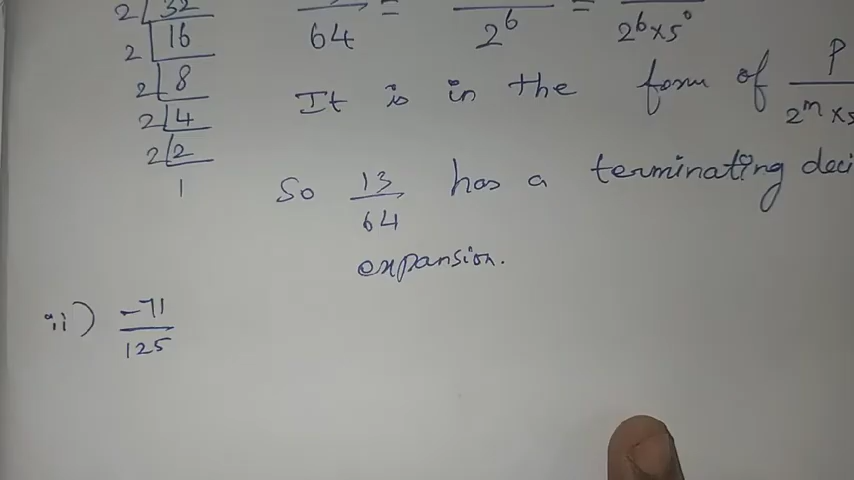 2 32
2 16
2 8
2 4
2 2
1
64 = 2^6 = 2^6 x 5^0
It is in the form of P / 2^m x 5
So 13/64 has a terminating deci
expansion.
ii) -71/125